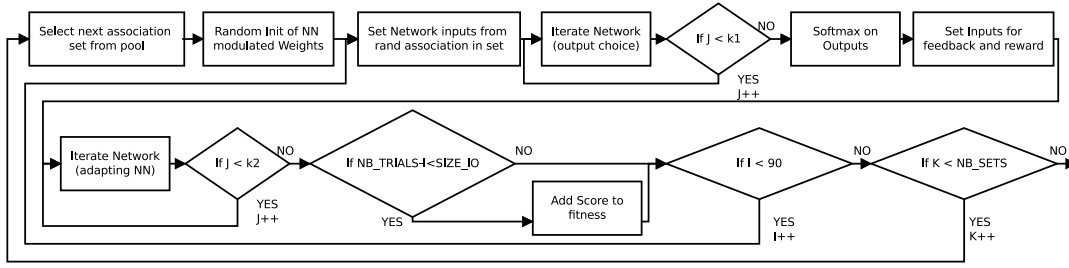 Select next association
set from pool
Random Init of NN
modulated Weights
Set Network inputs from
rand association in set
Iterate Network
(output choice)
If J < k1
NO
YES
J++
Softmax on
Outputs
Set Inputs for
feedback and reward
Iterate Network
(adapting NN)
If J < k2
NO
YES
J++
If NB_TRIALS-I<SIZE_IO
NO
YES
Add Score to
fitness
If I < 90
NO
YES
I++
If K < NB_SETS
NO
YES
K++